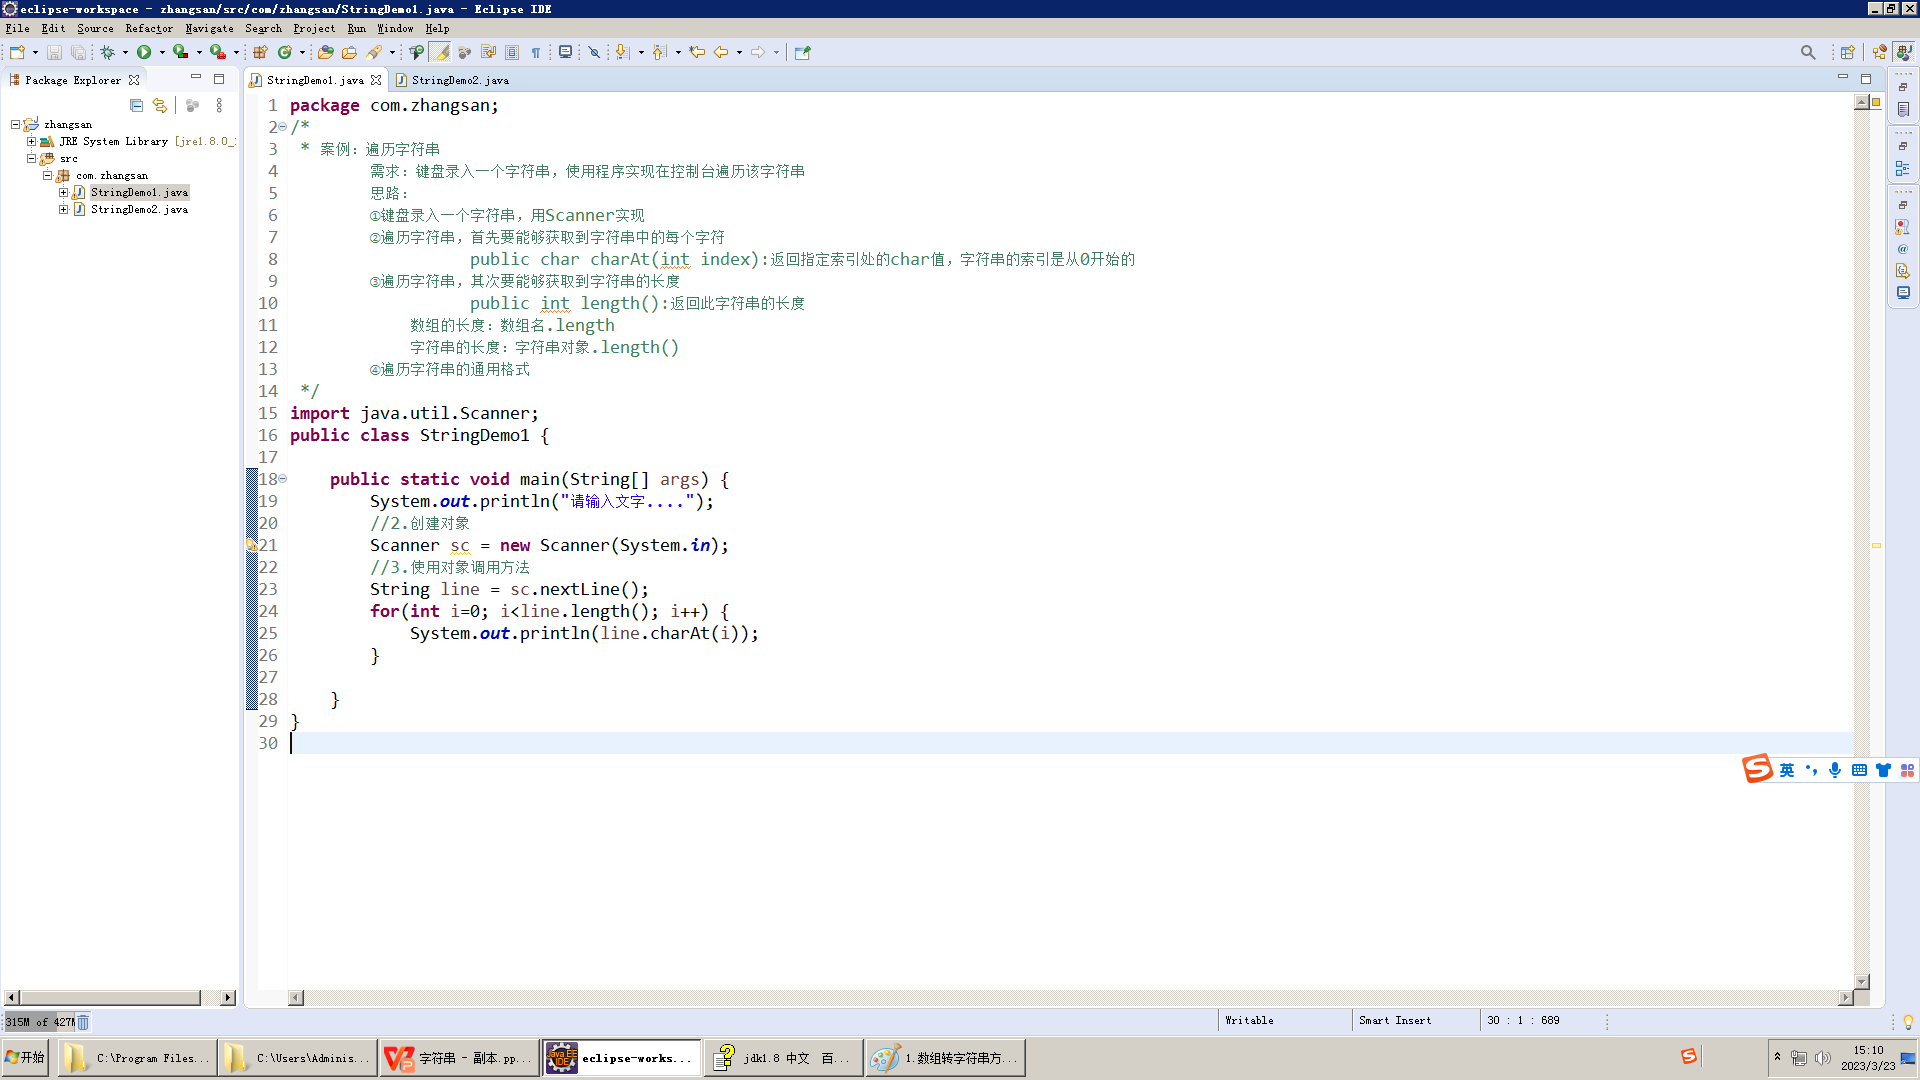 eclipse-workspace - zhangsan/src/com/zhangsan/StringDemo1.java - Eclipse IDE
File Edit Source Refactor Navigate Search Project Run Window Help
Package Explorer
zhangsan
JRE System Library [jre1.8.0_
src
com.zhangsan
StringDemo1.java
StringDemo2.java
StringDemo1.java StringDemo2.java
1 package com.zhangsan;
2 /*
3 * 案例：遍历字符串
4 需求：键盘录入一个字符串，使用程序实现在控制台遍历该字符串
5 思路：
6 ①键盘录入一个字符串，用Scanner实现
7 ②遍历字符串，首先要能够获取到字符串中的每个字符
8 public char charAt(int index):返回指定索引处的char值，字符串的索引是从0开始的
9 ③遍历字符串，其次要能够获取到字符串的长度
10 public int length():返回此字符串的长度
11 数组的长度：数组名.length
12 字符串的长度：字符串对象.length()
13 ④遍历字符串的通用格式
14 */
15 import java.util.Scanner;
16 public class StringDemo1 {
17
18 public static void main(String[] args) {
19 System.out.println("请输入文字....");
20 //2.创建对象
21 Scanner sc = new Scanner(System.in);
22 //3.使用对象调用方法
23 String line = sc.nextLine();
24 for(int i=0; i<line.length(); i++) {
25 System.out.println(line.charAt(i));
26 }
27
28 }
29 }
30
英
315M of 427M
Writable
Smart Insert
30 : 1 : 689
开始
C:\Program Files...
C:\Users\Adminis...
字符串 - 副本.pp...
eclipse-works...
jdk1.8 中文 百...
1.数组转字符串方...
15:10
2023/3/23